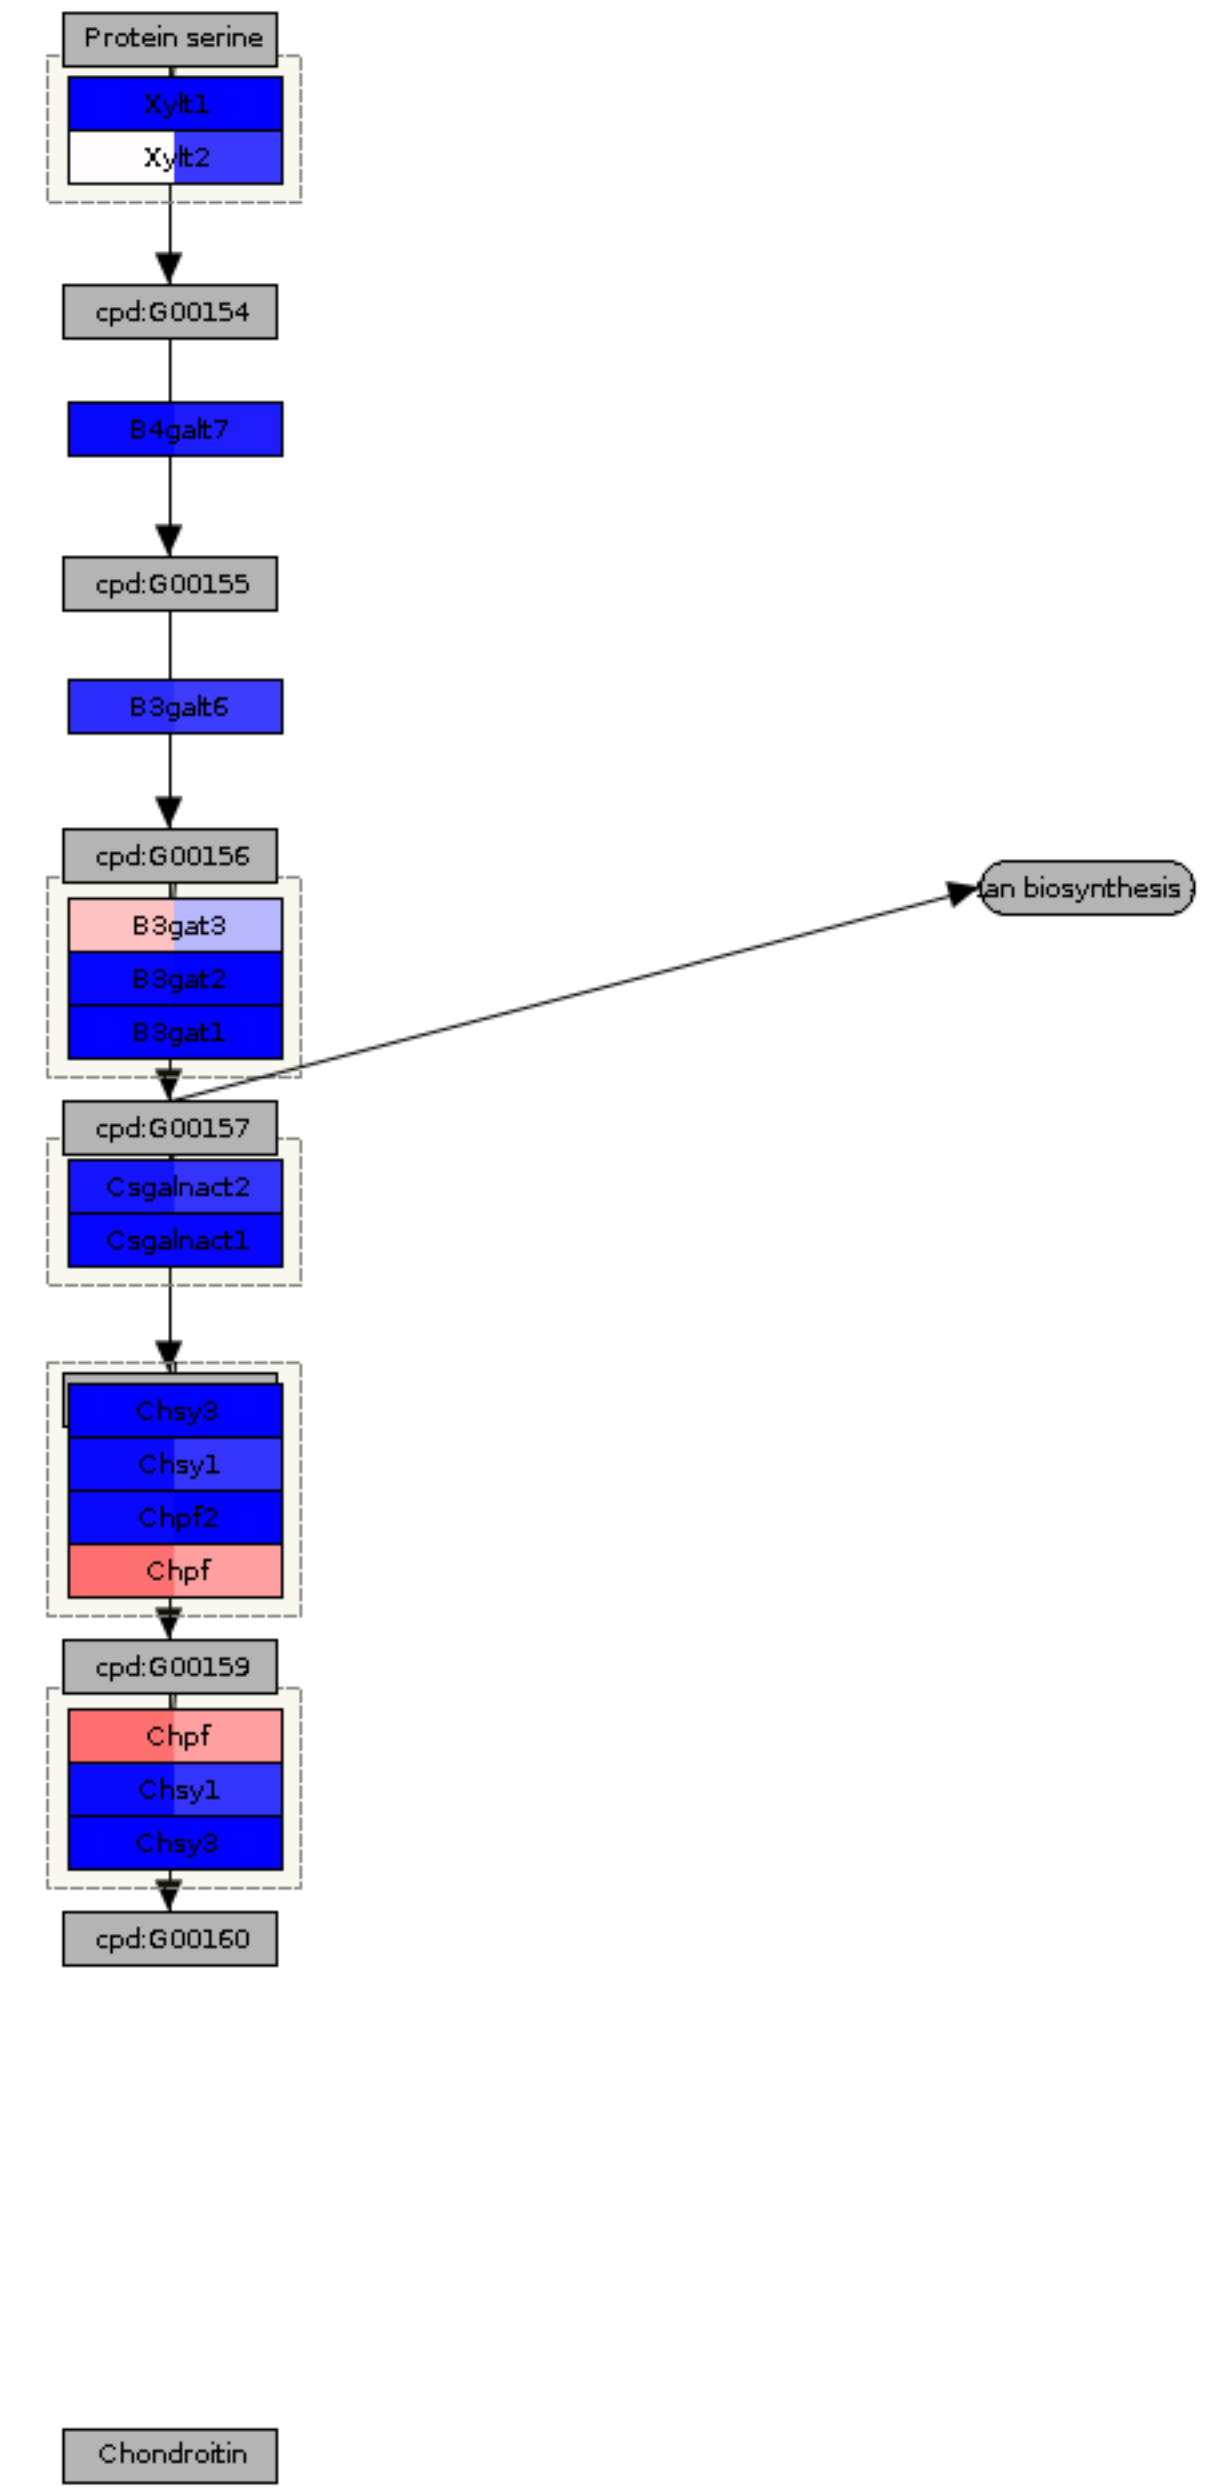 Protein serine
Xylt1
Xylt2
cpd:G00154
B4galt7
cpd:G00155
B3galt6
cpd:G00156
an biosynthesis
B3gat3
B3gat2
B3gat1
cpd:G00157
Csgalnact2
Csgalnact1
Chsy3
Chsy1
Chpf2
Chpf
cpd:G00159
Chpf
Chsy1
Chsy3
cpd:G00160
Chondroitin